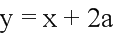 y = x + 2a